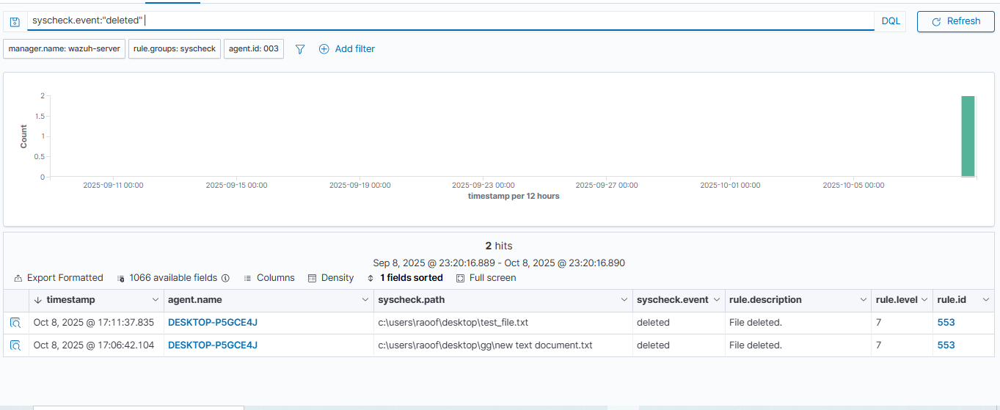 syscheck.event:"deleted"
DQL
Refresh
manager.name: wazuh-server
rule.groups: syscheck
agent.id: 003
Add filter
2
1.5
1
0.5
0
Count
2025-09-11 00:00
2025-09-15 00:00
2025-09-19 00:00
2025-09-23 00:00
2025-09-27 00:00
2025-10-01 00:00
2025-10-05 00:00
timestamp per 12 hours
2 hits
Sep 8, 2025 @ 23:20:16.889 - Oct 8, 2025 @ 23:20:16.890
Export Formatted
1066 available fields
Columns
Density
1 fields sorted
Full screen
timestamp agent.name syscheck.path syscheck.event rule.description rule.level rule.id
Oct 8, 2025 @ 17:11:37.835 DESKTOP-P5GCE4J c:\users\raoof\desktop\test_file.txt deleted File deleted. 7 553
Oct 8, 2025 @ 17:06:42.104 DESKTOP-P5GCE4J c:\users\raoof\desktop\gg\new text document.txt deleted File deleted. 7 553